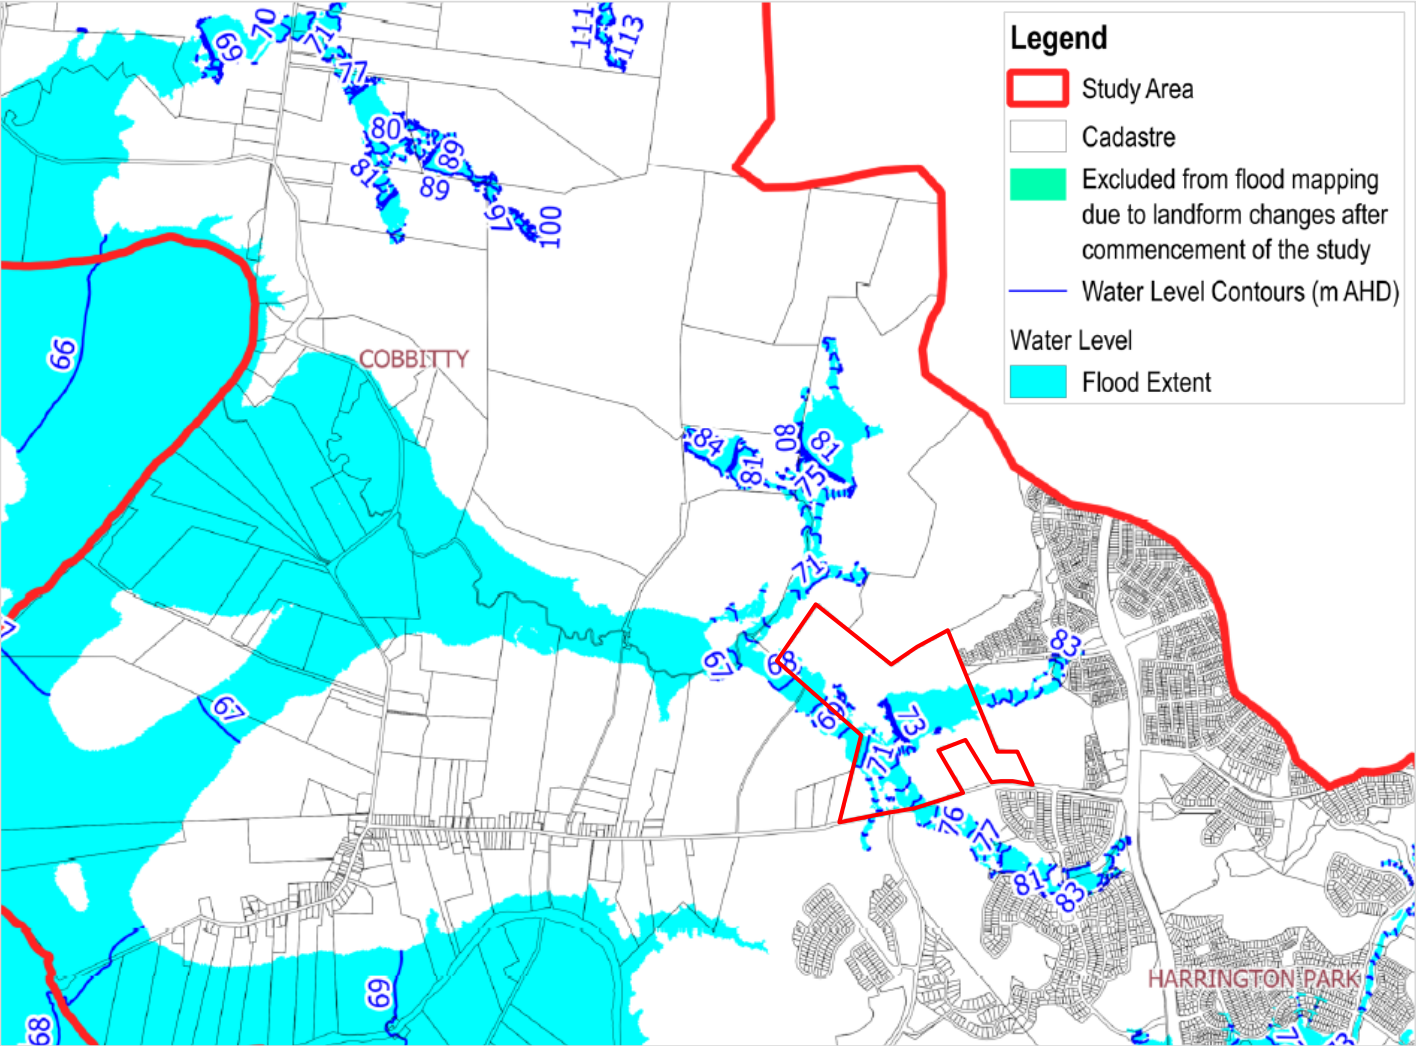 Legend
Study Area
Cadastre
Excluded from flood mapping
due to landform changes after
commencement of the study
Water Level Contours (m AHD)
Water Level
Flood Extent
70
69
71
77
111
113
80
89
81
89
97
100
66
COBBITTY
84
81
80
81
75
71
67
68
69
73
71
83
67
76
77
81
83
69
68
HARRINGTON PARK